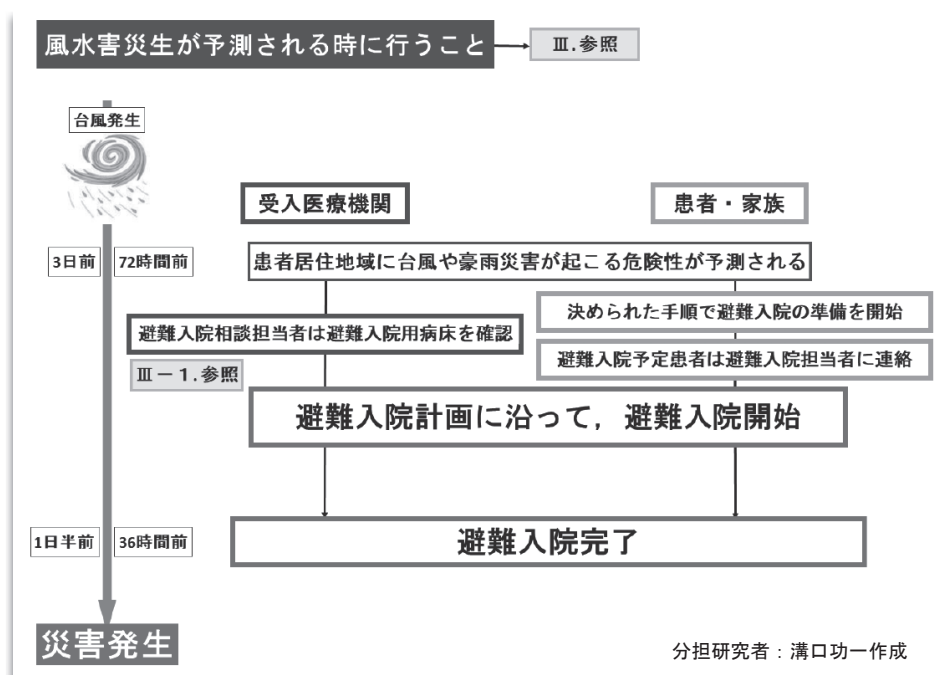 風水害災生が予測される時に行うこと
Ⅲ.参照
台風発生
受入医療機関
患者・家族
3日前
72時間前
患者居住地域に台風や豪雨災害が起こる危険性が予測される
決められた手順で避難入院の準備を開始
避難入院相談担当者は避難入院用病床を確認
避難入院予定患者は避難入院担当者に連絡
Ⅲ－1.参照
避難入院計画に沿って，避難入院開始
1日半前
36時間前
避難入院完了
災害発生
分担研究者：溝口功一作成